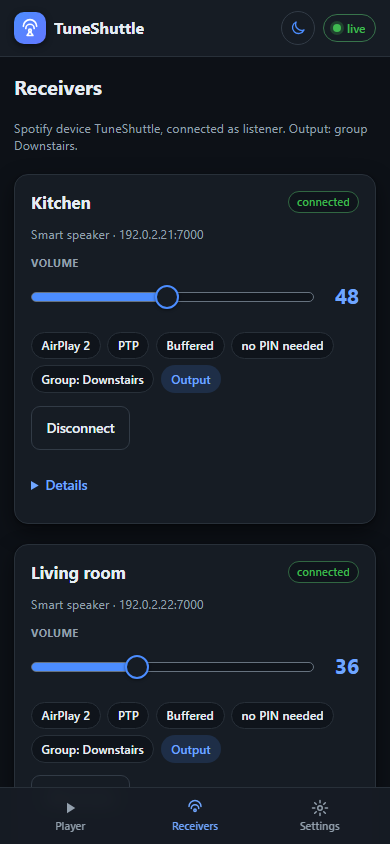 TuneShuttle
live
Receivers
Spotify device TuneShuttle, connected as listener. Output: group
Downstairs.
Kitchen
connected
Smart speaker · 192.0.2.21:7000
VOLUME
48
AirPlay 2
PTP
Buffered
no PIN needed
Group: Downstairs
Output
Disconnect
Details
Living room
connected
Smart speaker · 192.0.2.22:7000
VOLUME
36
AirPlay 2
PTP
Buffered
no PIN needed
Group: Downstairs
Output
Player
Receivers
Settings